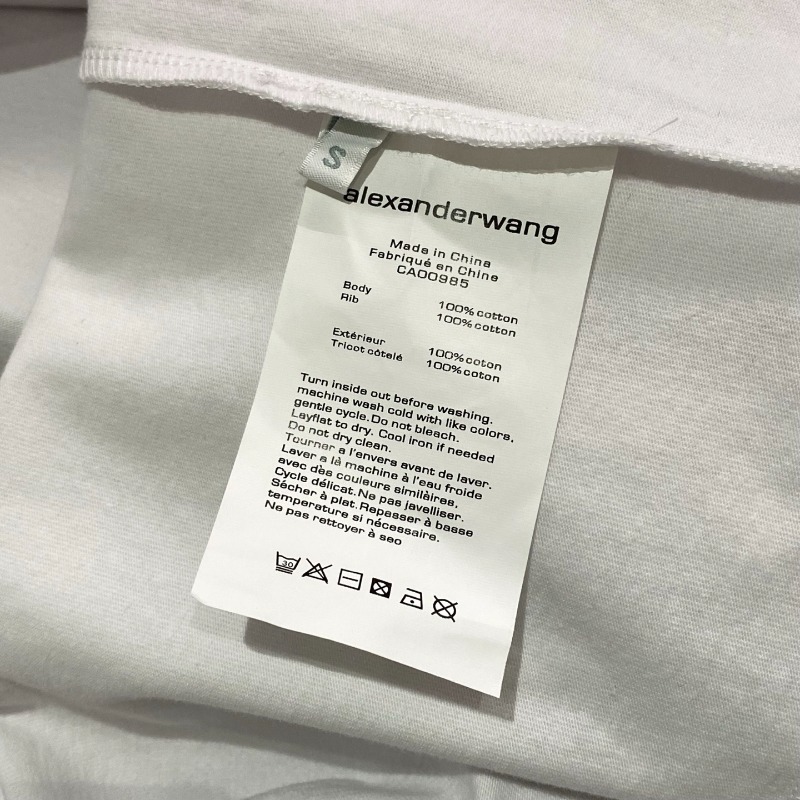 S
alexanderwang
Made in China
Fabriqué en Chine
CA00985
Body 100% cotton
Rib 100% cotton
Extérieur 100% coton
Tricot côtelé 100% coton
Turn inside out before washing.
machine wash cold with like colors,
gentle cycle.Do not bleach.
Layflat to dry. Cool iron if needed
Do not dry clean.
Tourner a l'envers avant de laver.
Laver a là machine à l'eau froide
avec dès couleurs similàires,
Cycle délicat.Ne pas javelliser.
Sécher à plat.Repasser à basse
temperature si nécessaire.
Ne pas rettoyer à seo
30